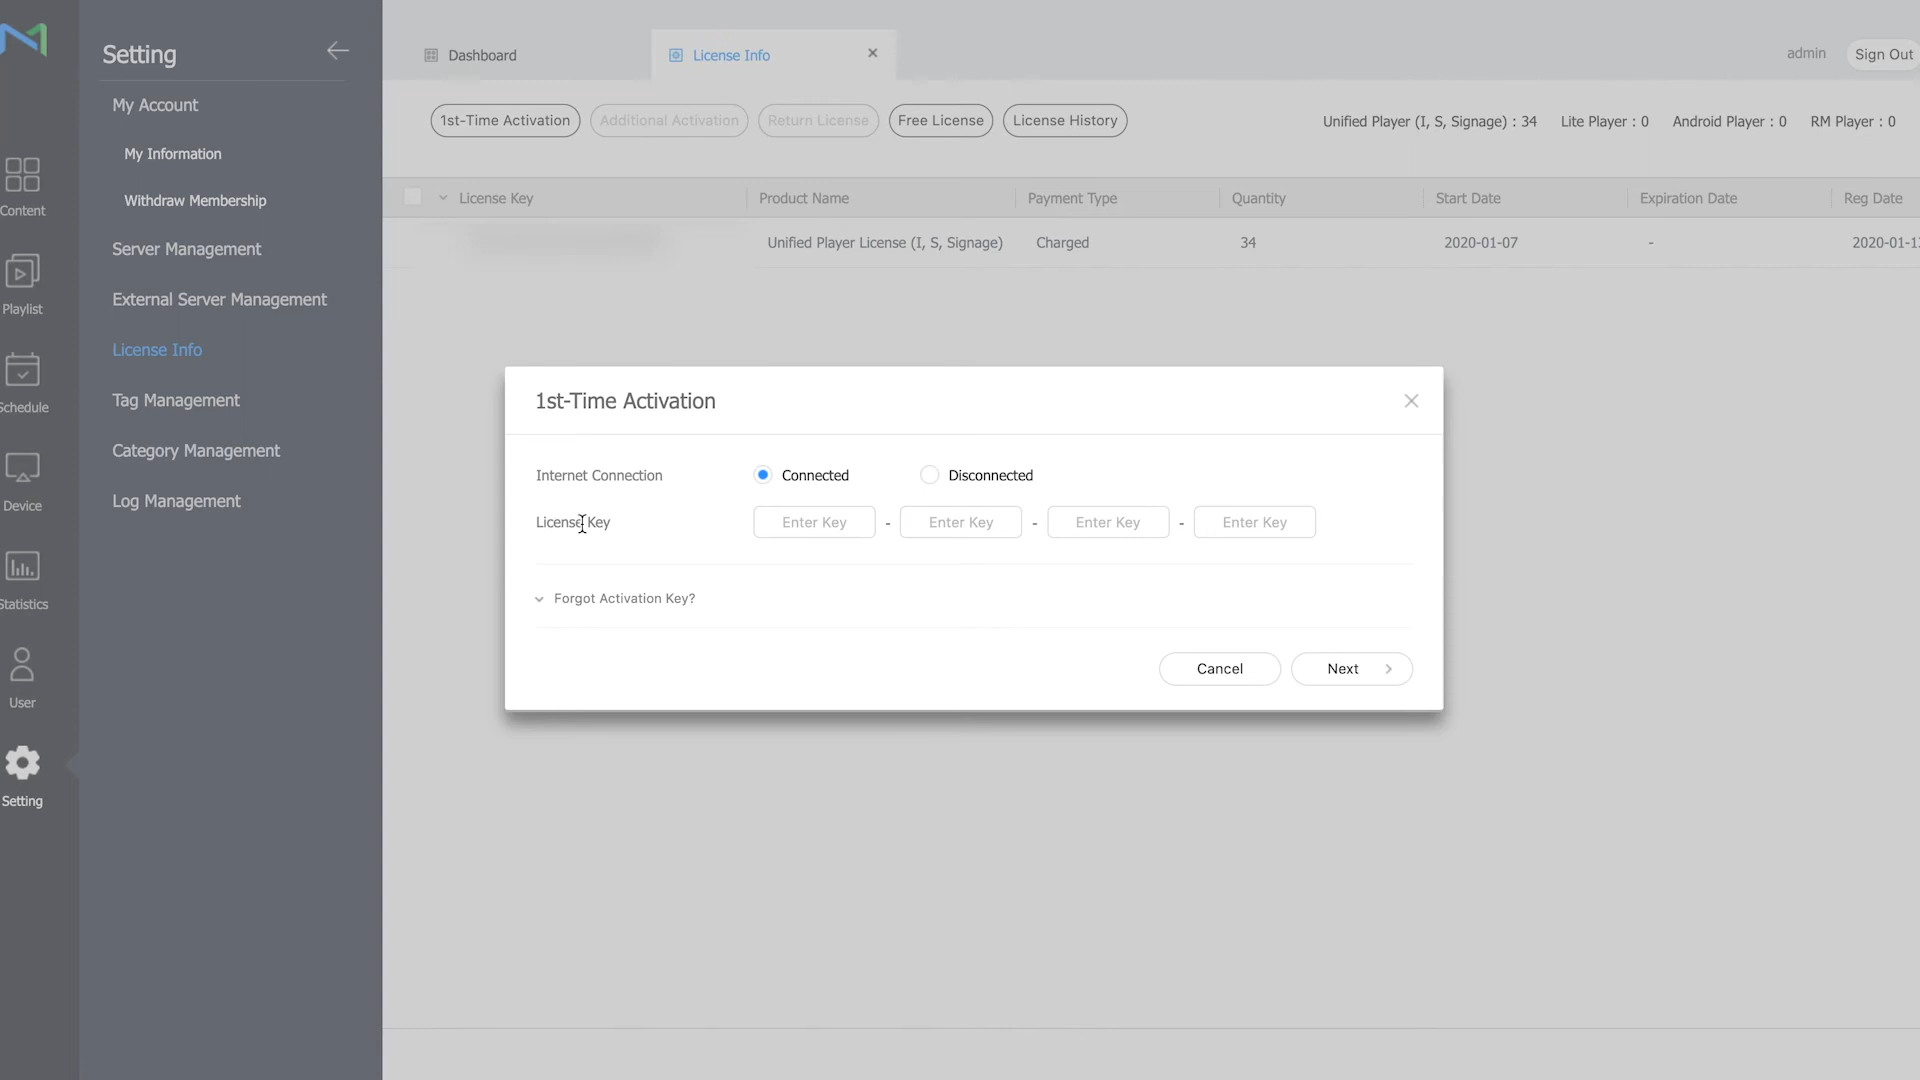 Setting
My Account
My Information
Withdraw Membership
Server Management
External Server Management
License Info
Tag Management
Category Management
Log Management
Content
Playlist
Schedule
Device
Statistics
User
Setting
Dashboard
License Info
admin
Sign Out
1st-Time Activation
Additional Activation
Return License
Free License
License History
Unified Player (I, S, Signage) : 34 Lite Player : 0 Android Player : 0 RM Player : 0
License Key Product Name Payment Type Quantity Start Date Expiration Date Reg Date
Unified Player License (I, S, Signage) Charged 34 2020-01-07 - 2020-01-1
1st-Time Activation
Internet Connection Connected Disconnected
License Key Enter Key - Enter Key - Enter Key - Enter Key
Forgot Activation Key?
Cancel Next